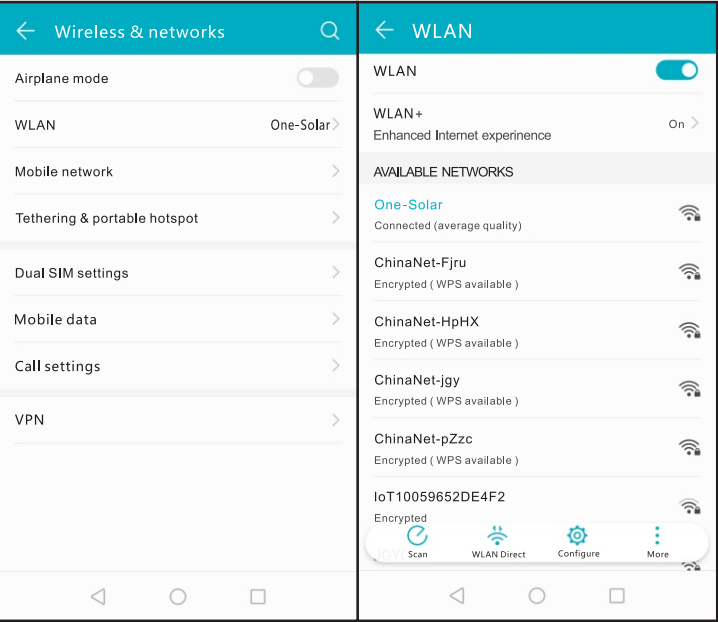 Wireless & networks
Airplane mode
WLAN
One-Solar
Mobile network
Tethering & portable hotspot
Dual SIM settings
Mobile data
Call settings
VPN
WLAN
WLAN
WLAN+
Enhanced Internet experinence
On
AVAILABLE NETWORKS
One-Solar
Connected (average quality)
ChinaNet-Fjru
Encrypted ( WPS available )
ChinaNet-HpHX
Encrypted ( WPS available )
ChinaNet-jgy
Encrypted ( WPS available )
ChinaNet-pZzc
Encrypted ( WPS available )
IoT10059652DE4F2
Encrypted
Scan
WLAN Direct
Configure
More